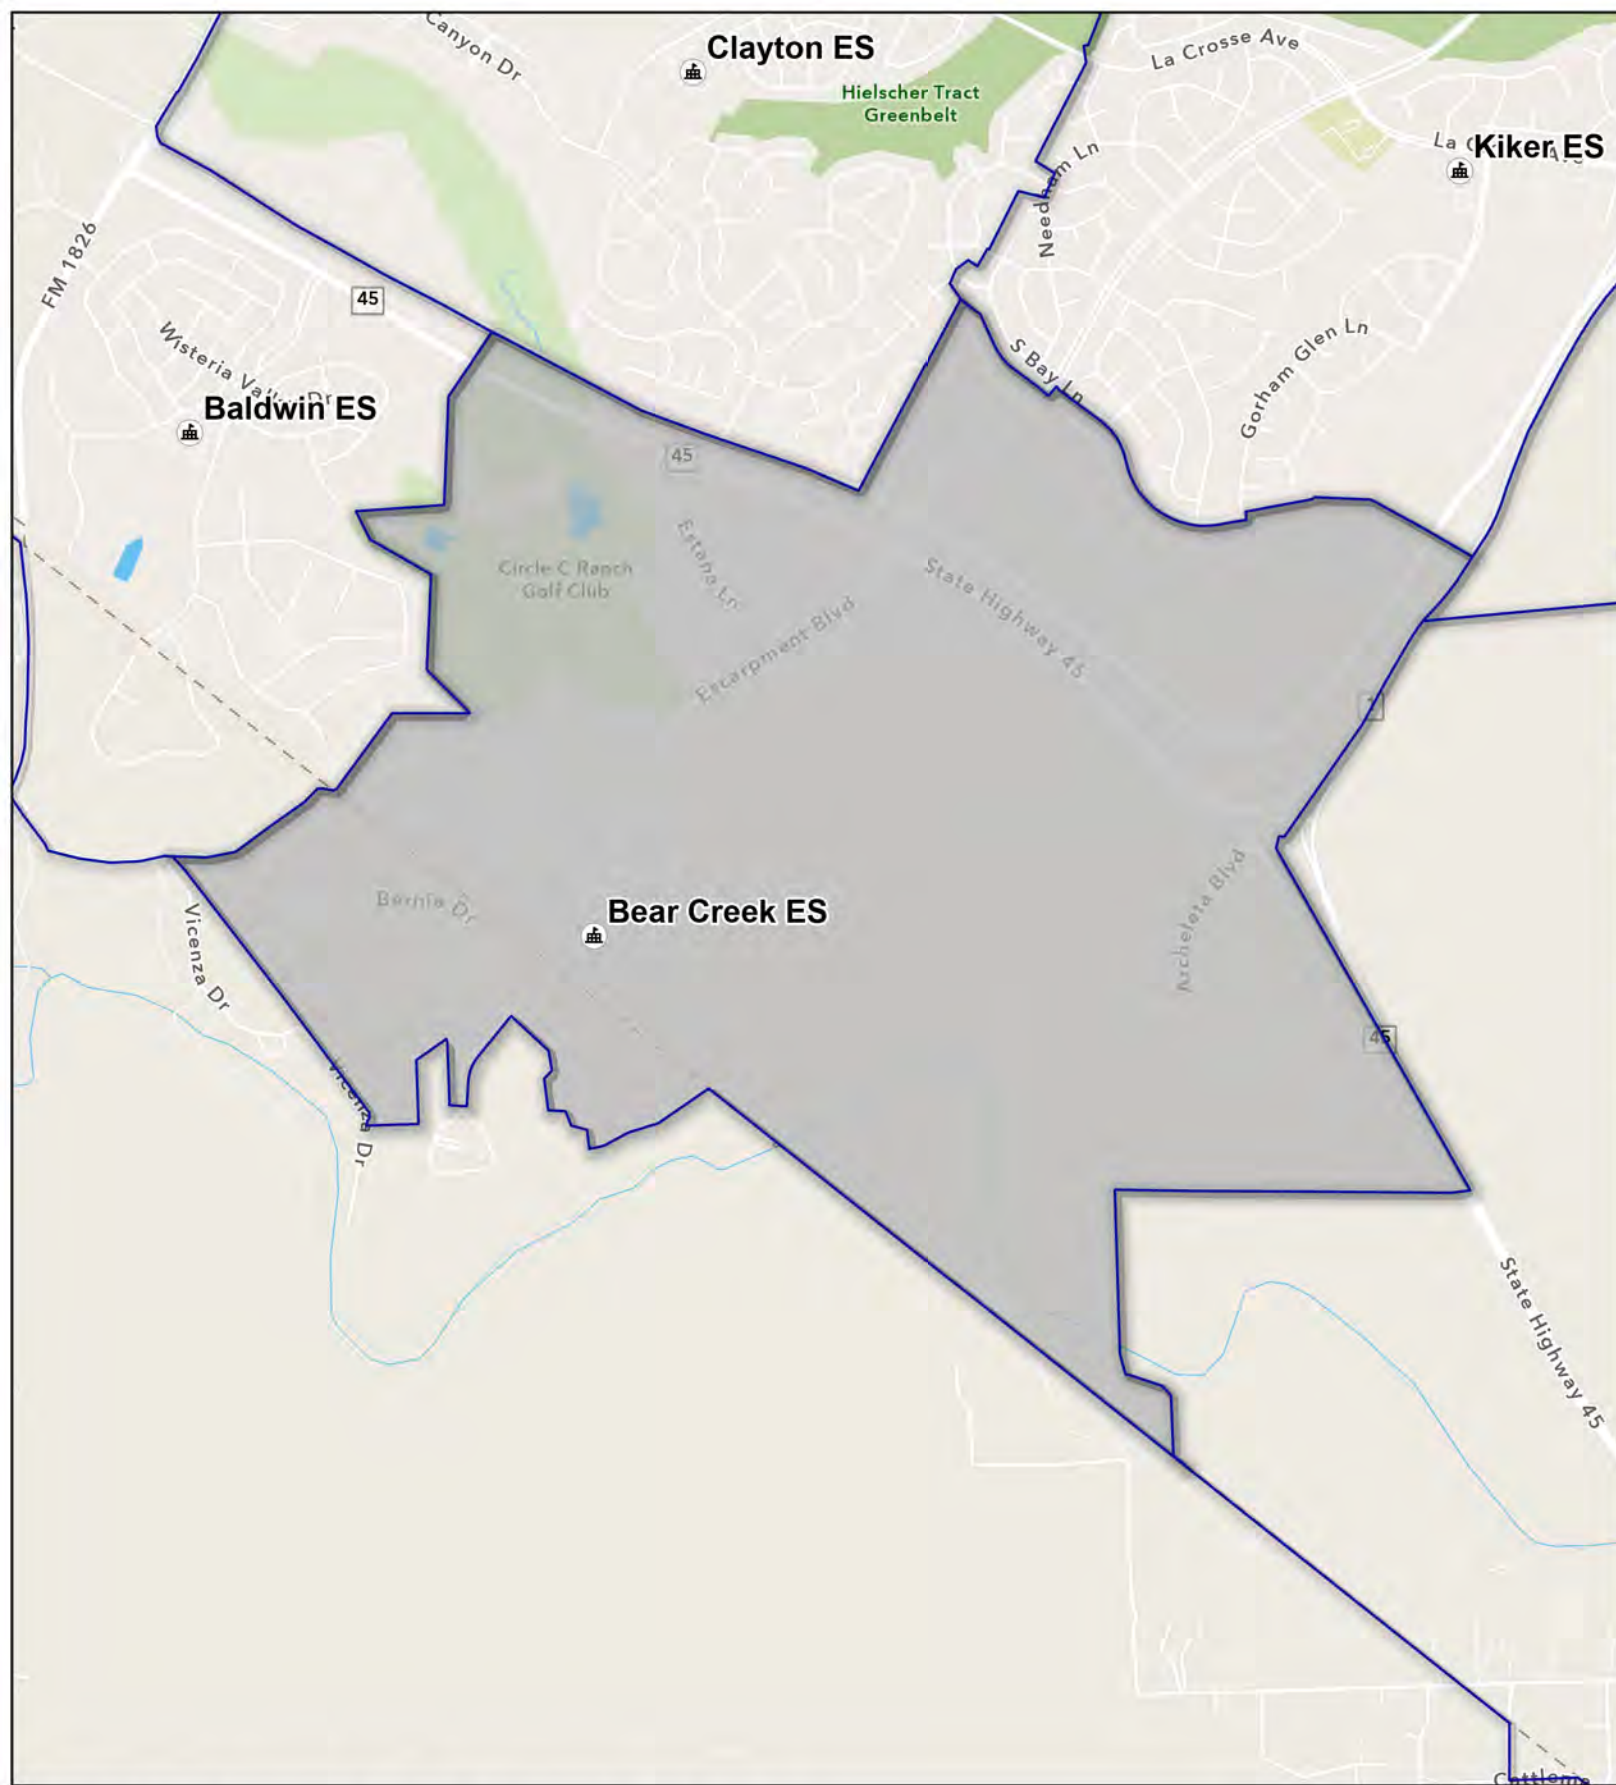 Canyon Dr
Clayton ES
La Crosse Ave
Hielscher Tract
Greenbelt
Kiker ES
Needham Ln
FM 1826
45
Wisteria Valley Dr
S Bay Ln
Gorham Glen Ln
Baldwin ES
45
Estana Ln
Circle C Ranch
Golf Club
State Highway 45
Escarpment Blvd
1
Archeleta Blvd
Bernia Dr
Bear Creek ES
Vicenza Dr
45
Vicenza Dr
State Highway 45